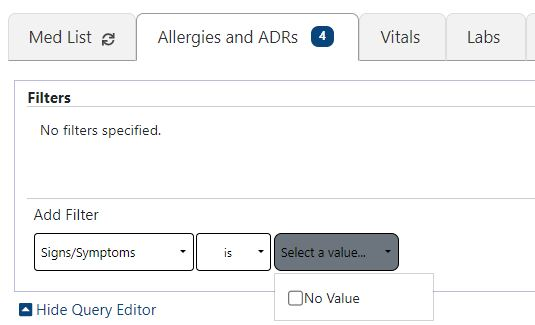 Med List
Allergies and ADRs 4
Vitals
Labs
Filters
No filters specified.
Add Filter
Signs/Symptoms
is
Select a value...
No Value
Hide Query Editor